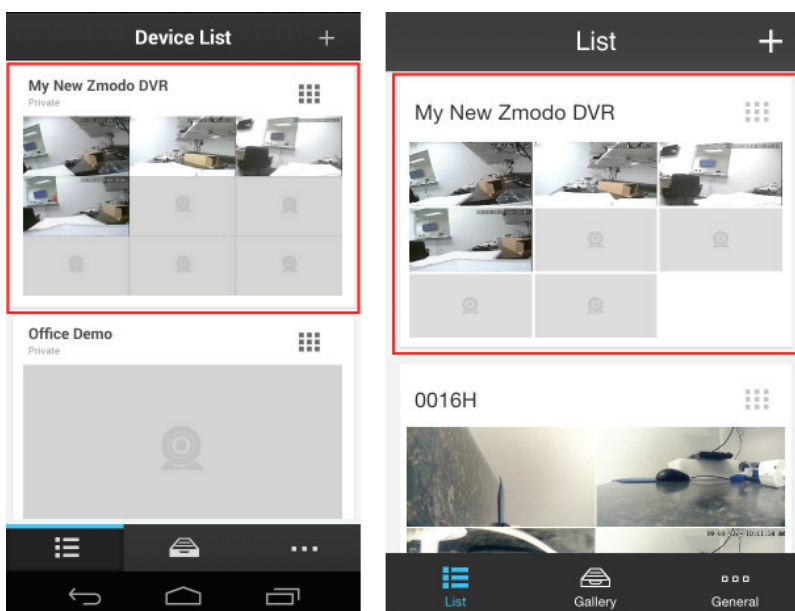 Device List
My New Zmodo DVR
Private
Office Demo
Private
List
My New Zmodo DVR
0016H
List
Gallery
General